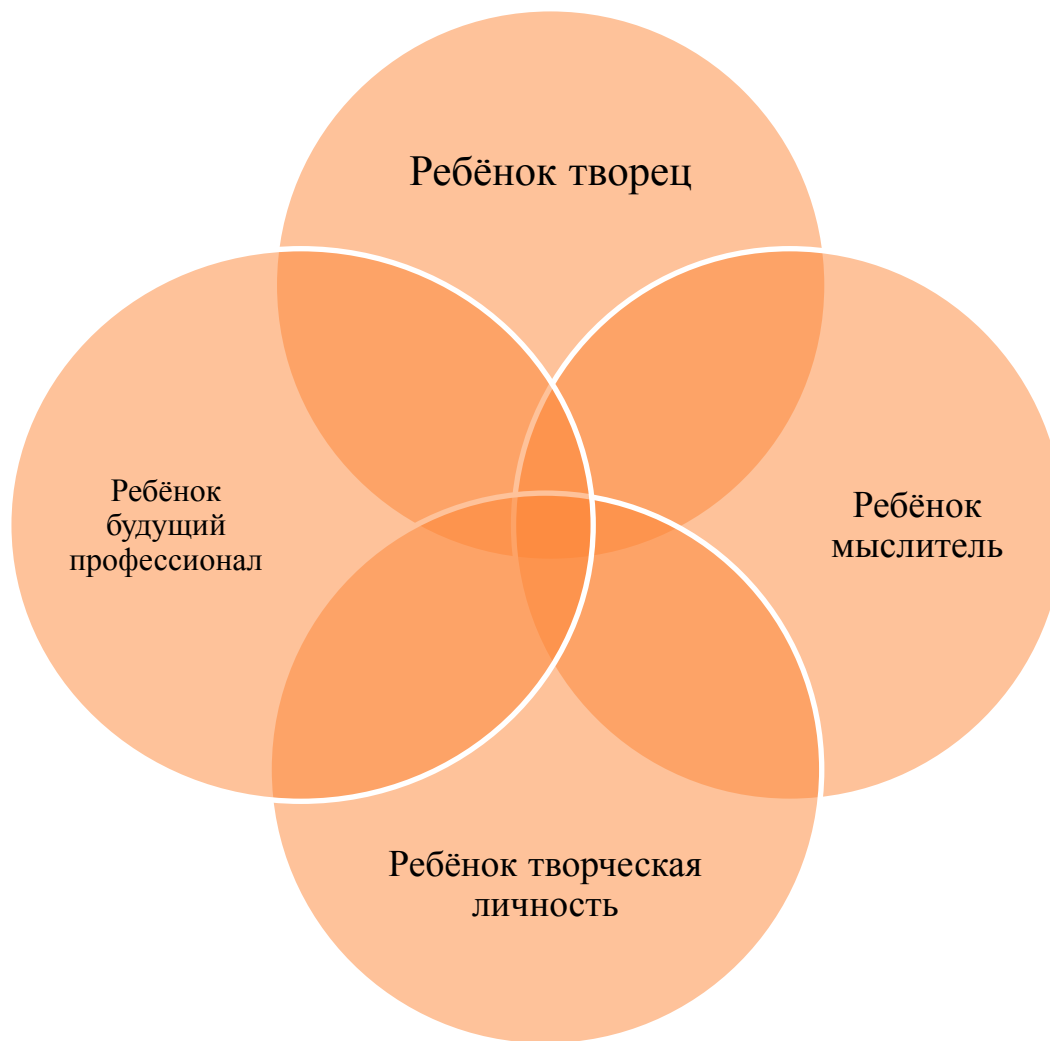 Ребёнок творец
Ребёнок
будущий
профессионал
Ребёнок
мыслитель
Ребёнок творческая
личность